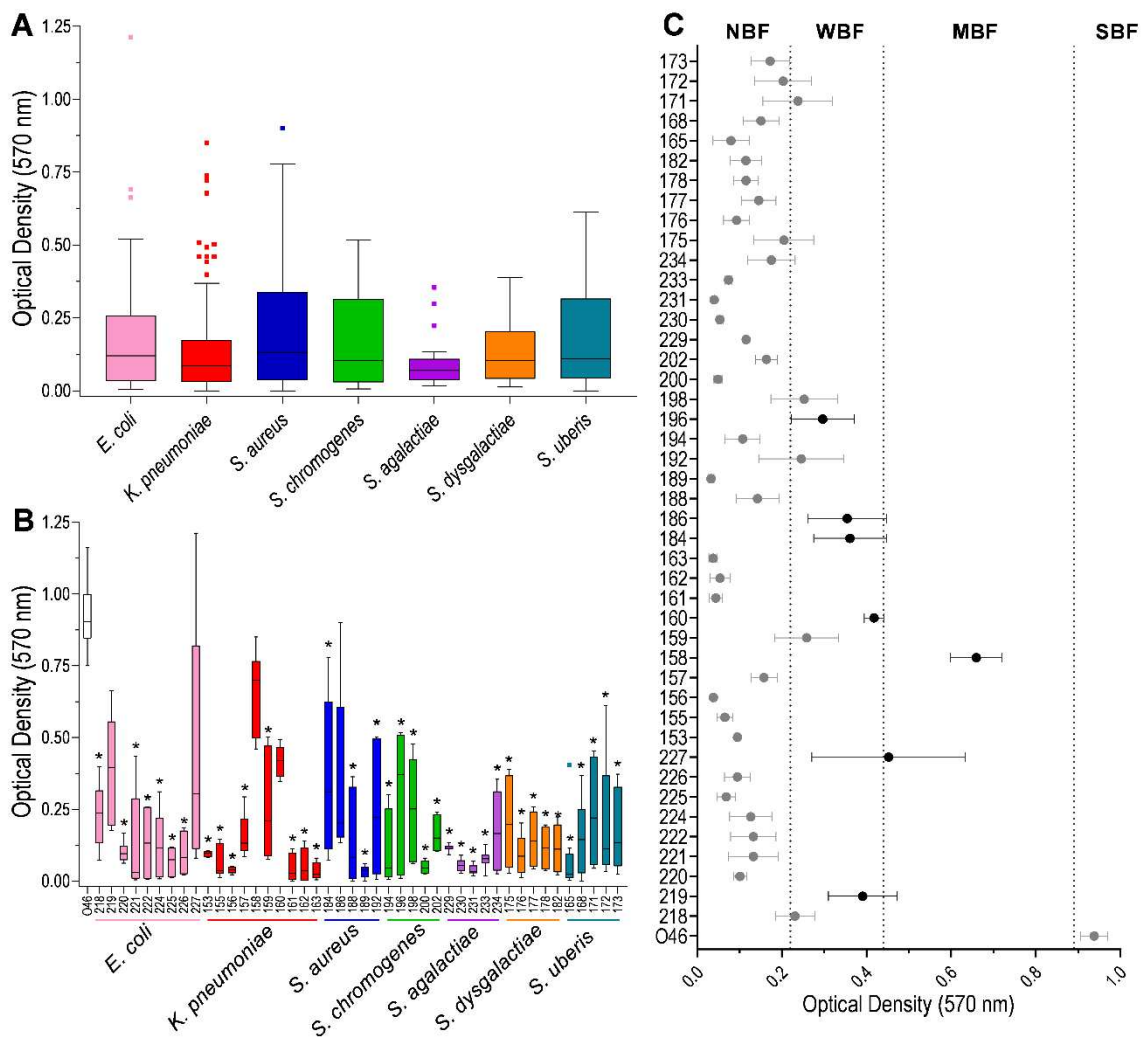 A
Optical Density (570 nm)
1.25
1.00
0.75
0.50
0.25
0.00
E. coli
K. pneumoniae
S. aureus
S. chromogenes
S. agalactiae
S. dysgalactiae
S. uberis
B
Optical Density (570 nm)
1.25
1.00
0.75
0.50
0.25
0.00
* * * * * * * * * * * * * * * * * * * * * * * * * * * * * * * * * * * * * *
O46 218 219 220 221 222 224 225 226 227 153 155 156 157 158 159 160 161 162 163 184 186 188 189 192 194 196 198 200 202 229 230 231 233 234 175 176 177 178 182 165 168 171 172 173
E. coli
K. pneumoniae
S. aureus
S. chromogenes
S. agalactiae
S. dysgalactiae
S. uberis
C
NBF WBF MBF SBF
173
172
171
168
165
182
178
177
176
175
234
233
231
230
229
202
200
198
196
194
192
189
188
186
184
163
162
161
160
159
158
157
156
155
153
227
226
225
224
222
221
220
219
218
O46
0.0 0.2 0.4 0.6 0.8 1.0
Optical Density (570 nm)